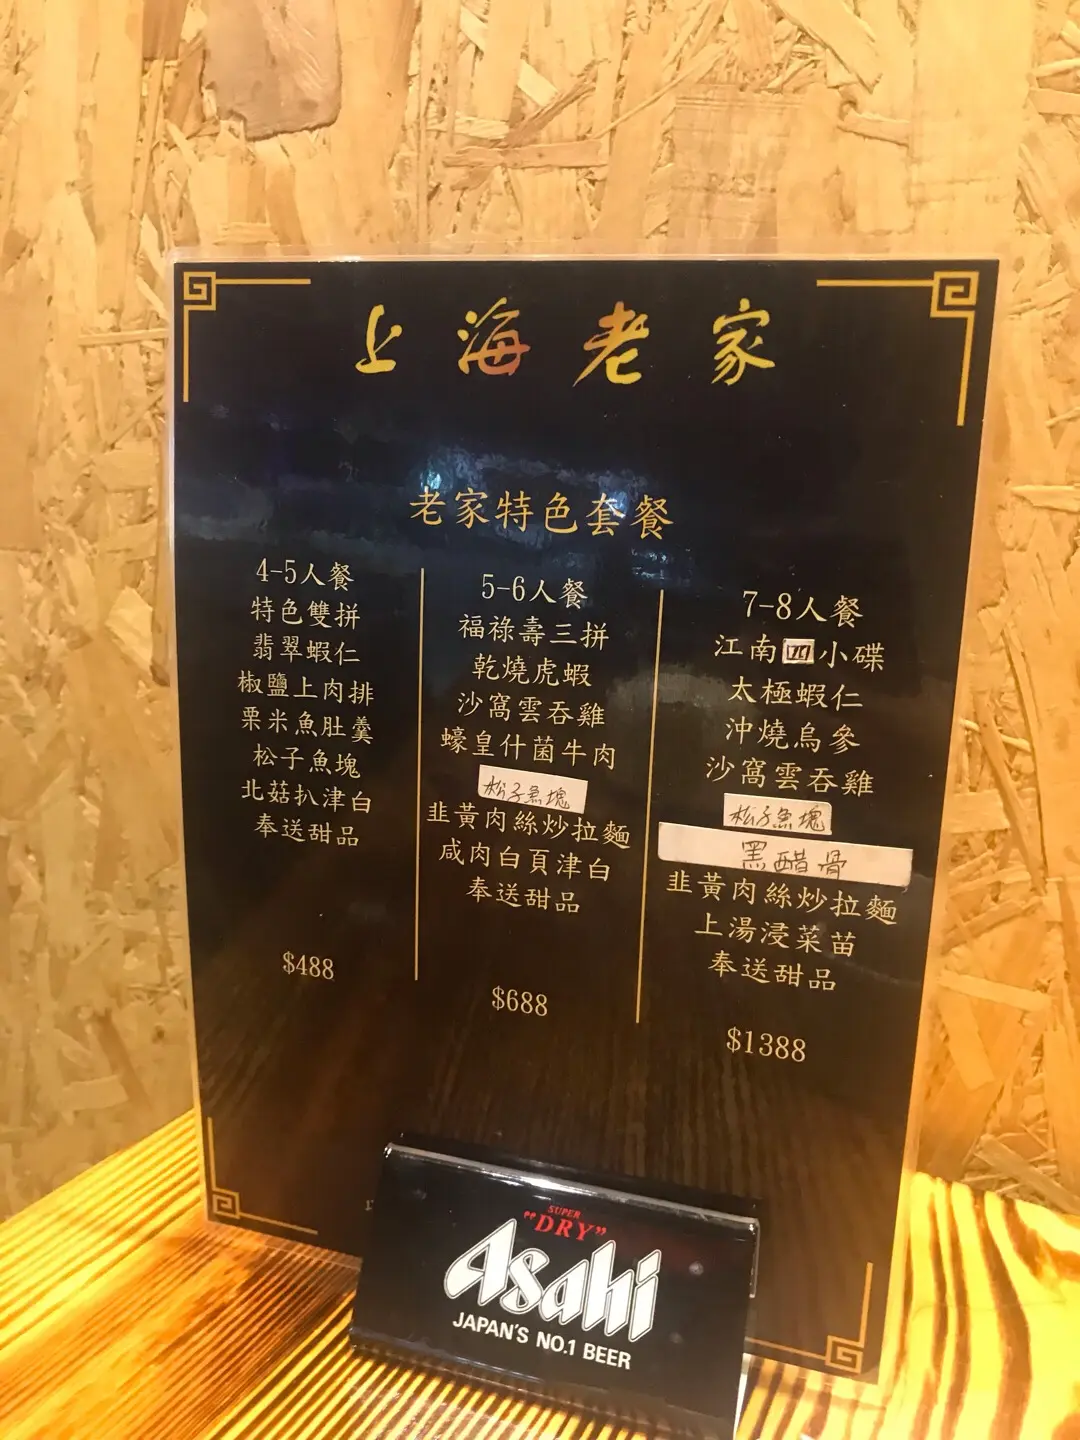 上海老家
老家特色套餐
4-5人餐
特色雙拼
翡翠蝦仁
椒鹽上肉排
栗米魚肚羹
松子魚塊
北菇扒津白
奉送甜品
$488
5-6人餐
福祿壽三拼
乾燒虎蝦
沙窩雲吞雞
蠔皇什菌牛肉
松子魚塊
韭黃肉絲炒拉麵
咸肉白頁津白
奉送甜品
$688
7-8人餐
江南四小碟
太極蝦仁
沖燒烏參
沙窩雲吞雞
松子魚塊
黑醋骨
韭黃肉絲炒拉麵
上湯浸菜苗
奉送甜品
$1388
SUPER
"DRY"
Asahi
JAPAN'S NO.1 BEER